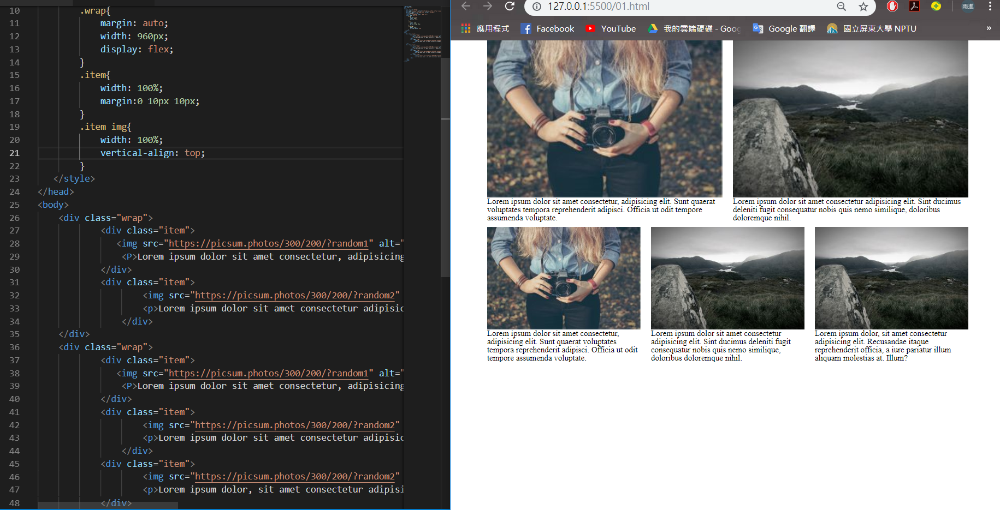 10 .wrap{
11 margin: auto;
12 width: 960px;
13 display: flex;
14 }
15 .item{
16 width: 100%;
17 margin:0 10px 10px;
18 }
19 .item img{
20 width: 100%;
21 vertical-align: top;
22 }
23 </style>
24 </head>
25 <body>
26 <div class="wrap">
27 <div class="item">
28 <img src="https://picsum.photos/300/200/?random1" alt="
29 <P>Lorem ipsum dolor sit amet consectetur, adipisicing
30 </div>
31 <div class="item">
32 <img src="https://picsum.photos/300/200/?random2"
33 <p>Lorem ipsum dolor sit amet consectetur adipisic
34 </div>
35 </div>
36 <div class="wrap">
37 <div class="item">
38 <img src="https://picsum.photos/300/200/?random1" alt="
39 <P>Lorem ipsum dolor sit amet consectetur, adipisicing
40 </div>
41 <div class="item">
42 <img src="https://picsum.photos/300/200/?random2"
43 <p>Lorem ipsum dolor sit amet consectetur adipisic
44 </div>
45 <div class="item">
46 <img src="https://picsum.photos/300/200/?random2"
47 <p>Lorem ipsum dolor, sit amet consectetur adipisi
48 </div>
127.0.0.1:5500/01.html
雨進
應用程式 Facebook YouTube 我的雲端硬碟 - Goog Google 翻譯 國立屏東大學 NPTU »
Lorem ipsum dolor sit amet consectetur, adipisicing elit. Sunt quaerat
voluptates tempora reprehenderit adipisci. Officia ut odit tempore
assumenda voluptate.
Lorem ipsum dolor sit amet consectetur adipisicing elit. Sint ducimus
deleniti fugit consequatur nobis quis nemo similique, doloribus
doloremque nihil.
Lorem ipsum dolor sit amet consectetur,
adipisicing elit. Sunt quaerat voluptates
tempora reprehenderit adipisci. Officia ut odit
tempore assumenda voluptate.
Lorem ipsum dolor sit amet consectetur
adipisicing elit. Sint ducimus deleniti fugit
consequatur nobis quis nemo similique,
doloribus doloremque nihil.
Lorem ipsum dolor, sit amet consectetur
adipisicing elit. Recusandae itaque
reprehenderit officia, a iure pariatur illum
aliquam molestias at. Illum?